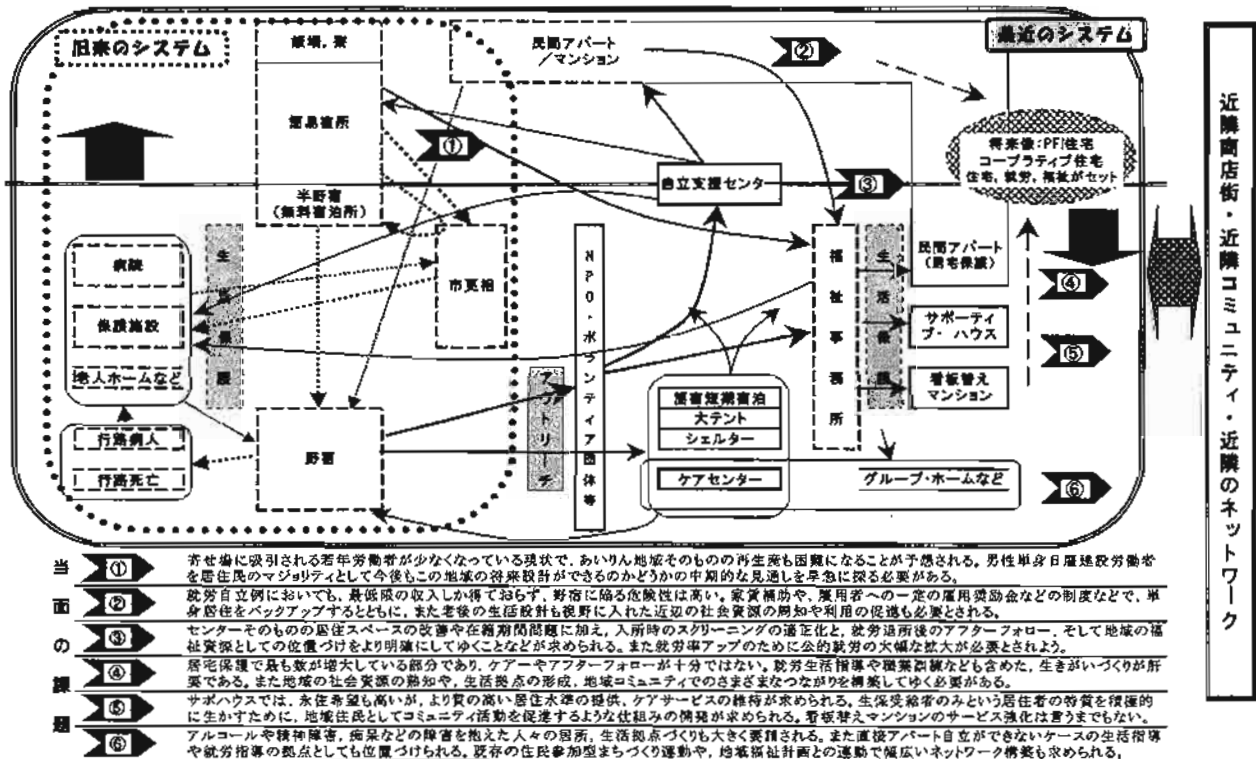 旧来のシステム
飯場，寮
民間アパート
／マンション
②
最近のシステム
簡易宿所
①
将来像:PFI住宅
コープラティブ住宅
住宅，就労，福祉がセット
自立支援センター
③
半野宿
（無料宿泊所）
病院
保護施設
老人ホームなど
生活保護
市更相
NPO・ボランティア団体等
福祉事務所
生活保護
民間アパート
（居宅保護）
④
サポーティ
ブ・ハウス
⑤
看板替え
マンション
アウトリーチ
簡宿短期宿泊
大テント
シェルター
ケアセンター
行路病人
行路死亡
野宿
グループ・ホームなど
⑥
近隣商店街・近隣コミュニティ・近隣のネットワーク
当面の課題
① 寄せ場に吸引される若年労働者が少なくなっている現状で，あいりん地域そのものの再生産も困難になることが予想される。男性単身日雇建設労働者
を居住民のマジョリティとして今後もこの地域の将来設計ができるのかどうかの中期的な見通しを早急に探る必要がある。
② 就労自立例においても，最低限の収入しか得ておらず，野宿に陥る危険性は高い。家賃補助や，雇用者への一定の雇用奨励金などの制度などで，単
身居住をバックアップするとともに，また老後の生活設計も視野に入れた近辺の社会資源の周知や利用の促進も必要とされる。
③ センターそのものの居住スペースの改善や在籍期間問題に加え，入所時のスクリーニングの適正化と，就労退所後のアフターフォロー，そして地域の福
祉資源としての位置づけをより明確にしてゆくことなどが求められる。また就労率アップのために公的就労の大幅な拡大が必要とされよう。
④ 居宅保護で最も数が増大している部分であり，ケアーやアフターフォローが十分ではない。就労生活指導や職業訓練なども含めた，生きがいづくりが肝
要である。また地域の社会資源の熟知や，生活拠点の形成，地域コミュニティでのさまざまなつながりを構築してゆく必要がある。
⑤ サポハウスでは，永住希望も高いが，より質の高い居住水準の提供，ケアサービスの維持が求められる。生保受給者のみという居住者の特質を積極的
に生かすために，地域住民としてコミュニティ活動を促進するような仕組みの開発が求められる。看板替えマンションのサービス強化は言うまでもない。
⑥ アルコールや精神障害，痴呆などの障害を抱えた人々の居所，生活拠点づくりも大きく要請される。また直接アパート自立ができないケースの生活指導
や就労指導の拠点としても位置づけられる。既存の住民参加型まちづくり運動や，地域福祉計画との連動で幅広いネットワーク構築も求められる。